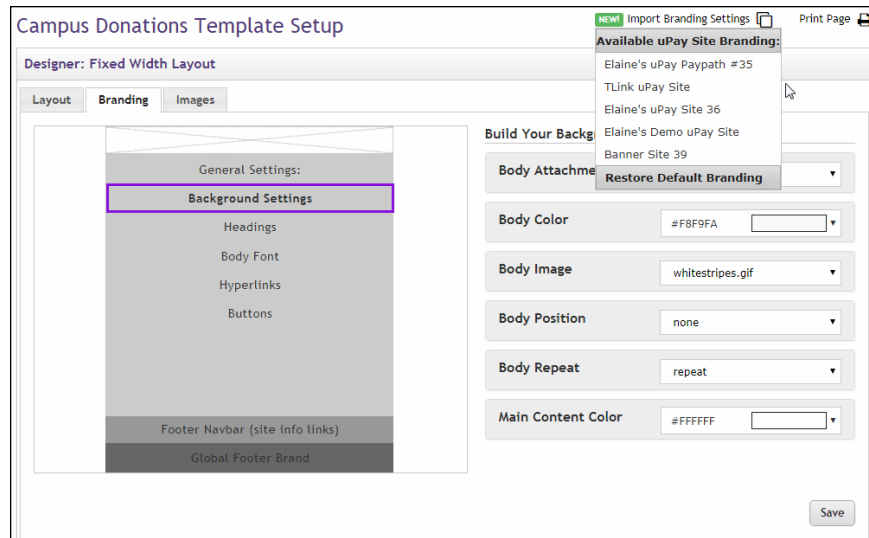 Campus Donations Template Setup
NEW! Import Branding Settings
Print Page
Available uPay Site Branding:
Elaine's uPay Paypath #35
TLink uPay Site
Elaine's uPay Site 36
Elaine's Demo uPay Site
Banner Site 39
Restore Default Branding
Designer: Fixed Width Layout
Layout
Branding
Images
General Settings:
Background Settings
Headings
Body Font
Hyperlinks
Buttons
Footer Navbar (site info links)
Global Footer Brand
Build Your
Body
Body Color
#F8F9FA
Body Image
whitestripes.gif
Body Position
none
Body Repeat
repeat
Main Content Color
#FFFFFF
Save